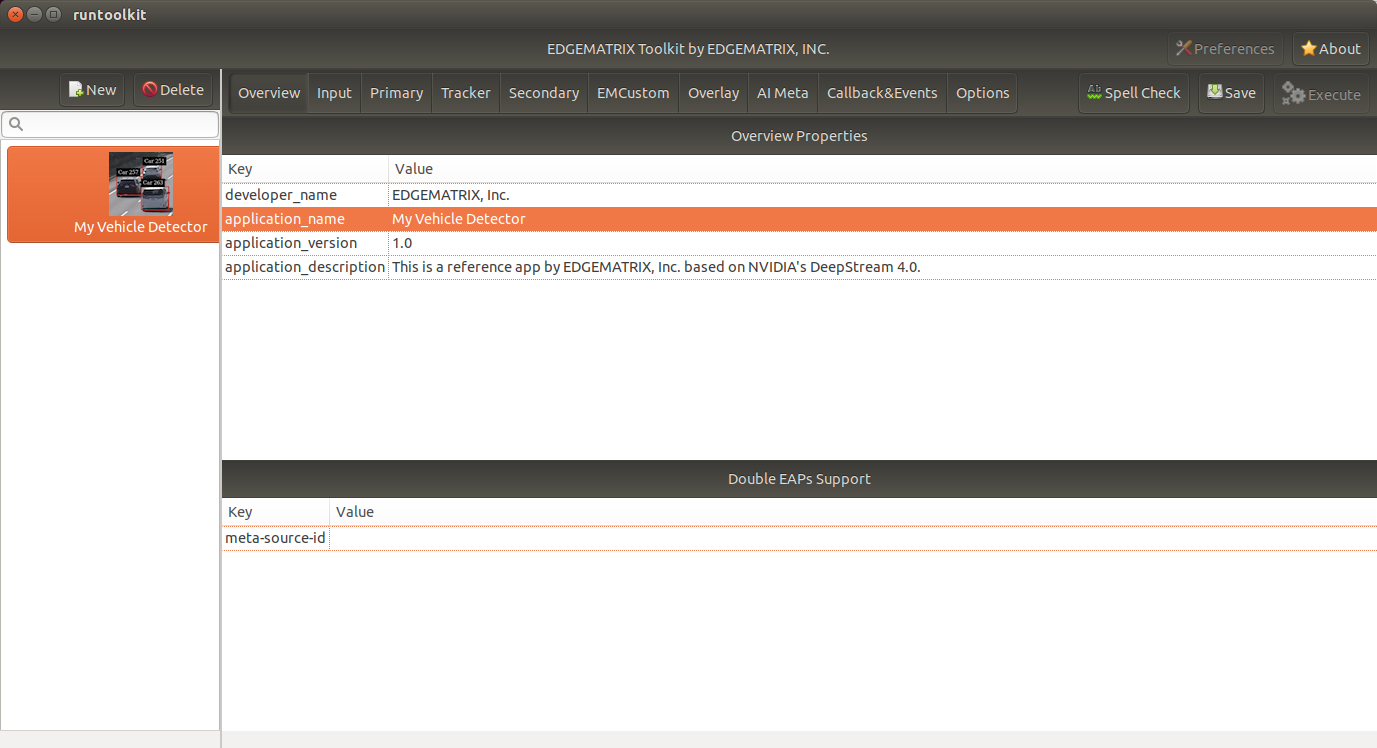 runtoolkit
EDGEMATRIX Toolkit by EDGEMATRIX, INC.
Preferences
About
New
Delete
Overview
Input
Primary
Tracker
Secondary
EMCustom
Overlay
AI Meta
Callback&Events
Options
Ab
Spell Check
Save
Execute
Car 251
Car 257
Car 263
My Vehicle Detector
Overview Properties
Key Value
developer_name EDGEMATRIX, Inc.
application_name My Vehicle Detector
application_version 1.0
application_description This is a reference app by EDGEMATRIX, Inc. based on NVIDIA's DeepStream 4.0.
Double EAPs Support
Key Value
meta-source-id